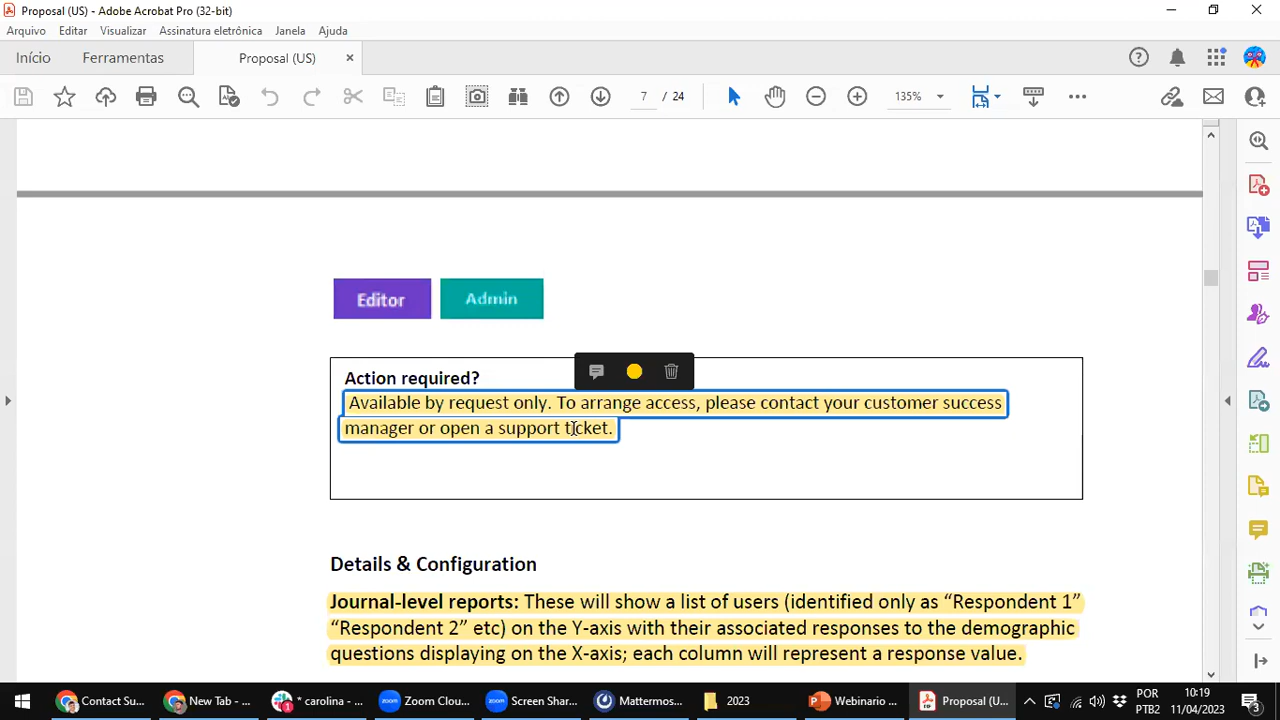 Proposal (US) - Adobe Acrobat Pro (32-bit)
Arquivo Editar Visualizar Assinatura eletrônica Janela Ajuda
Início Ferramentas Proposal (US) ×
7 / 24 135%
Editor Admin
Action required?
Available by request only. To arrange access, please contact your customer success
manager or open a support ticket.
Details & Configuration
Journal-level reports: These will show a list of users (identified only as “Respondent 1”
“Respondent 2” etc) on the Y-axis with their associated responses to the demographic
questions displaying on the X-axis; each column will represent a response value.
Contact Su... New Tab - ... * carolina - ... Zoom Clou... Screen Shar... Mattermos... 2023 Webinario ... Proposal (U... POR 10:19
PTB2 11/04/2023 3